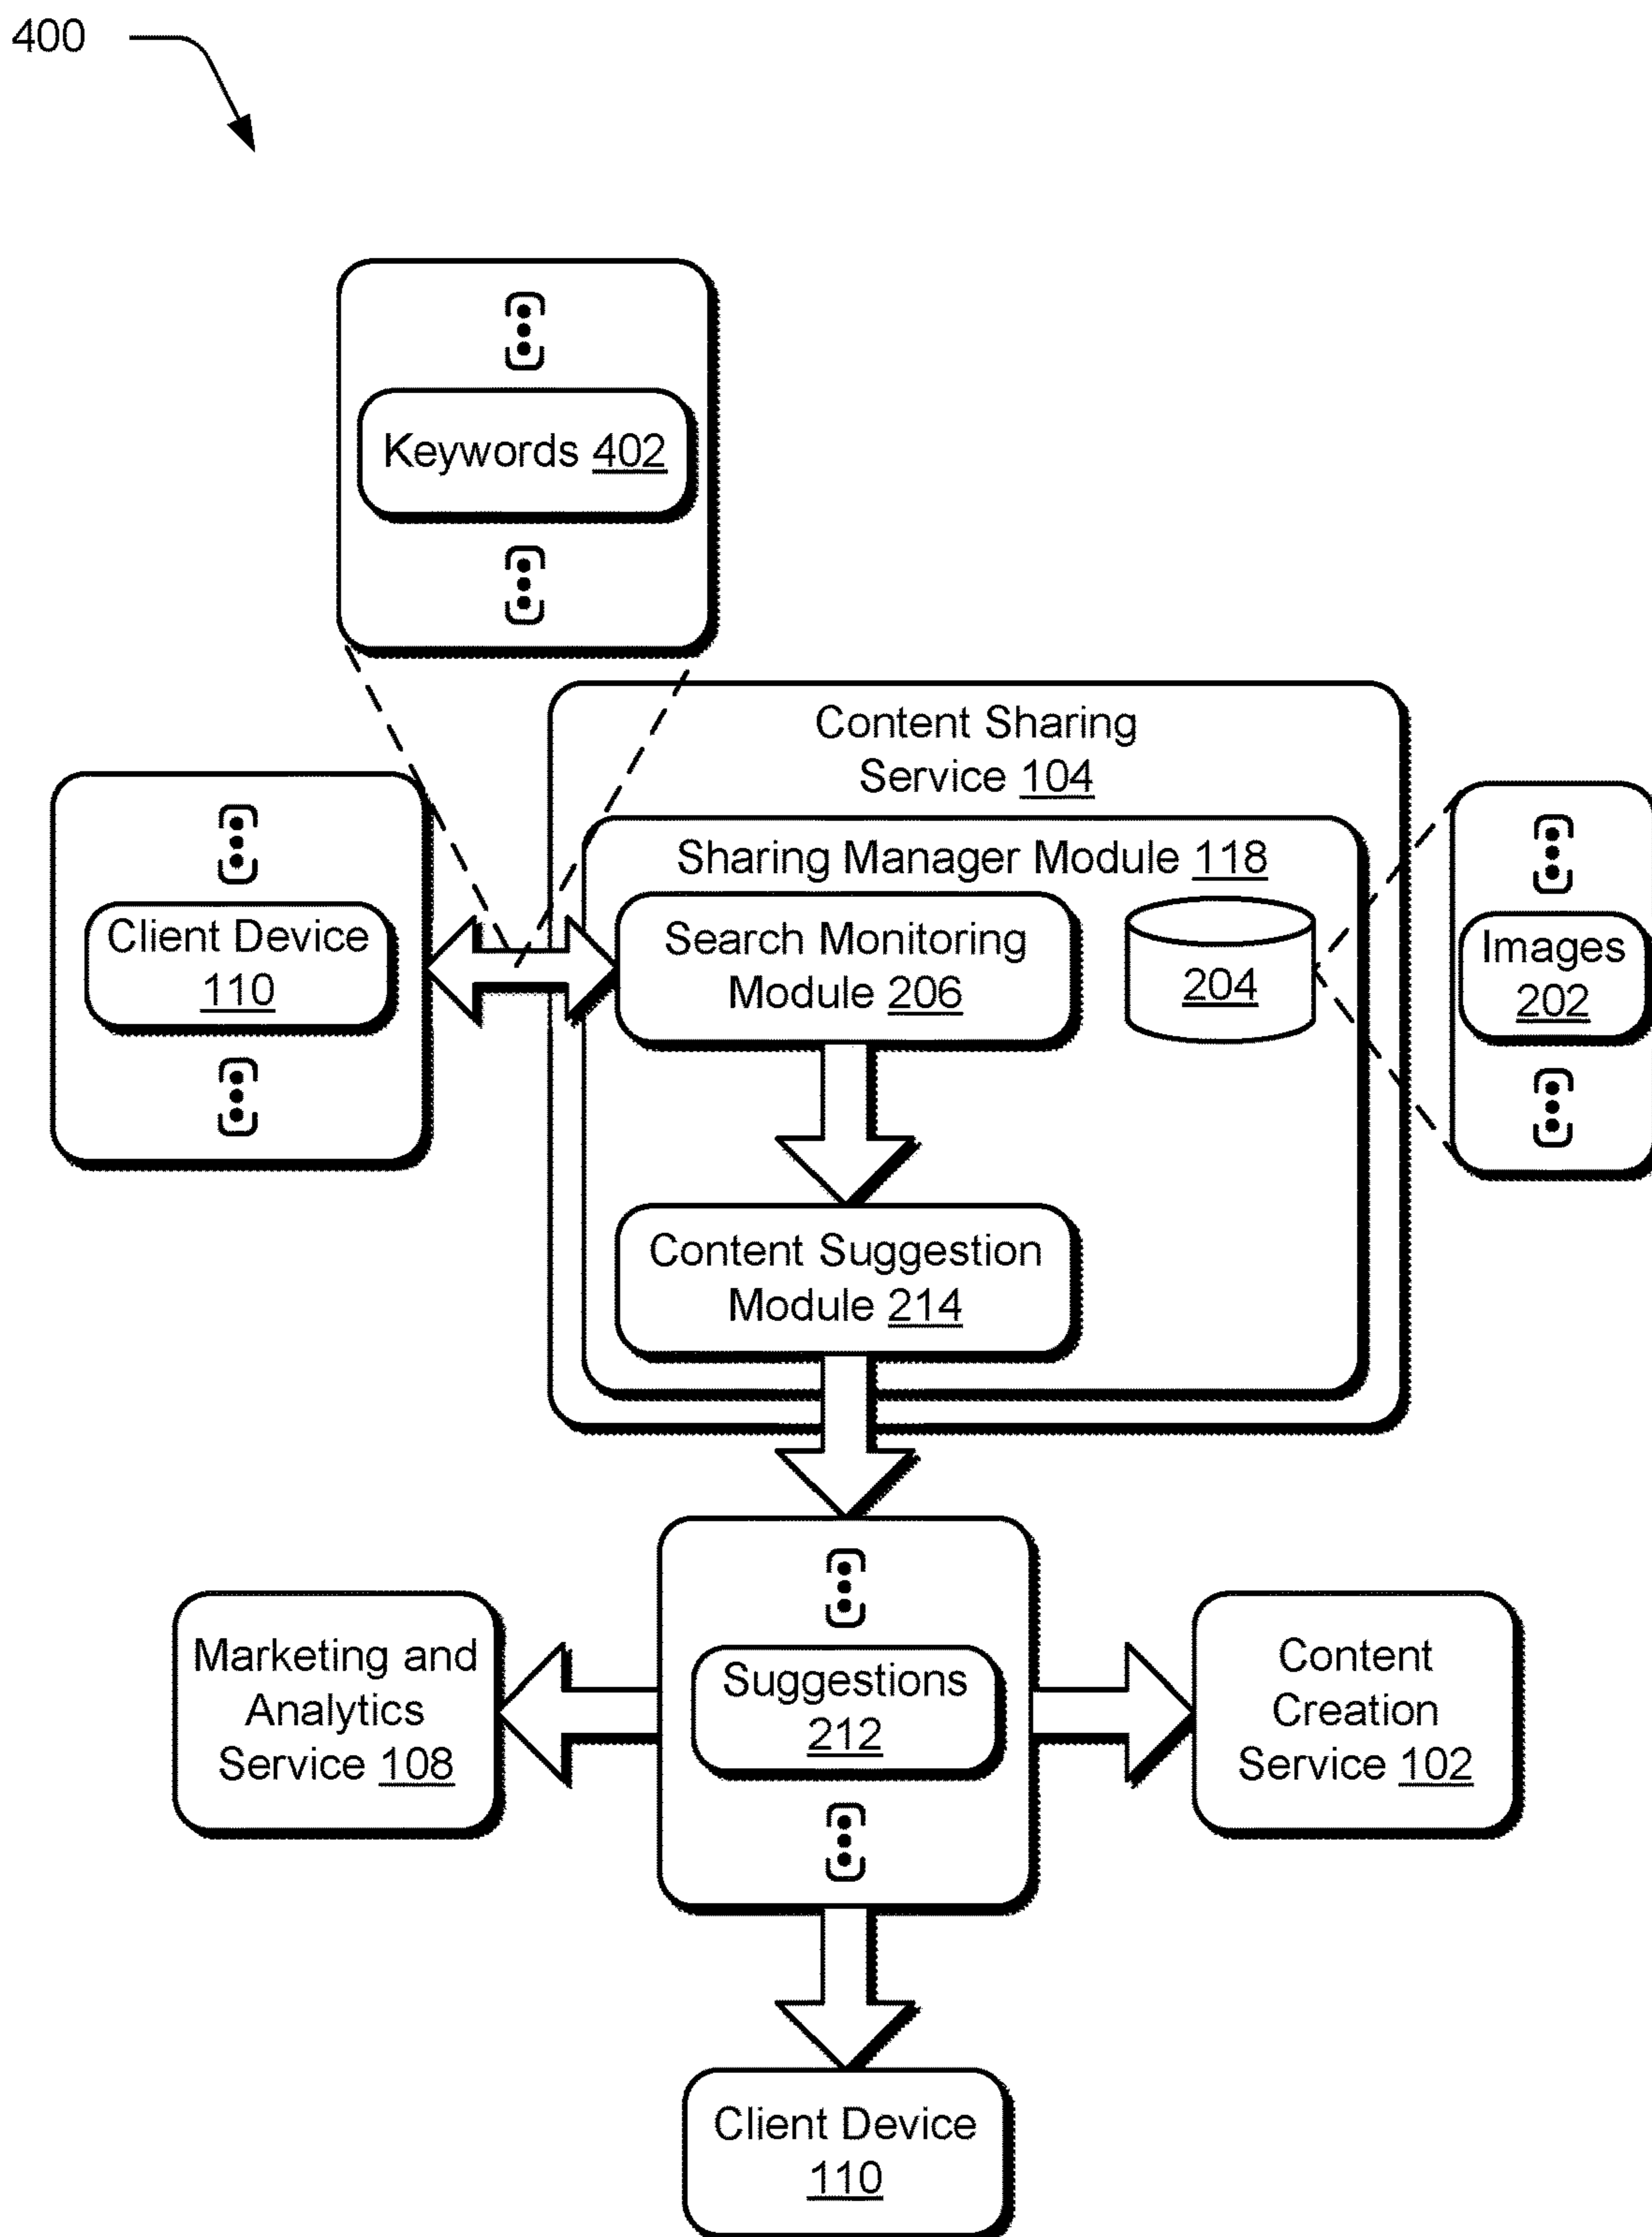 400
Keywords 402
Content Sharing
Service 104
Sharing Manager Module 118
Client Device
110
Search Monitoring
Module 206
204
Images
202
Content Suggestion
Module 214
Marketing and
Analytics
Service 108
Suggestions
212
Content
Creation
Service 102
Client Device
110